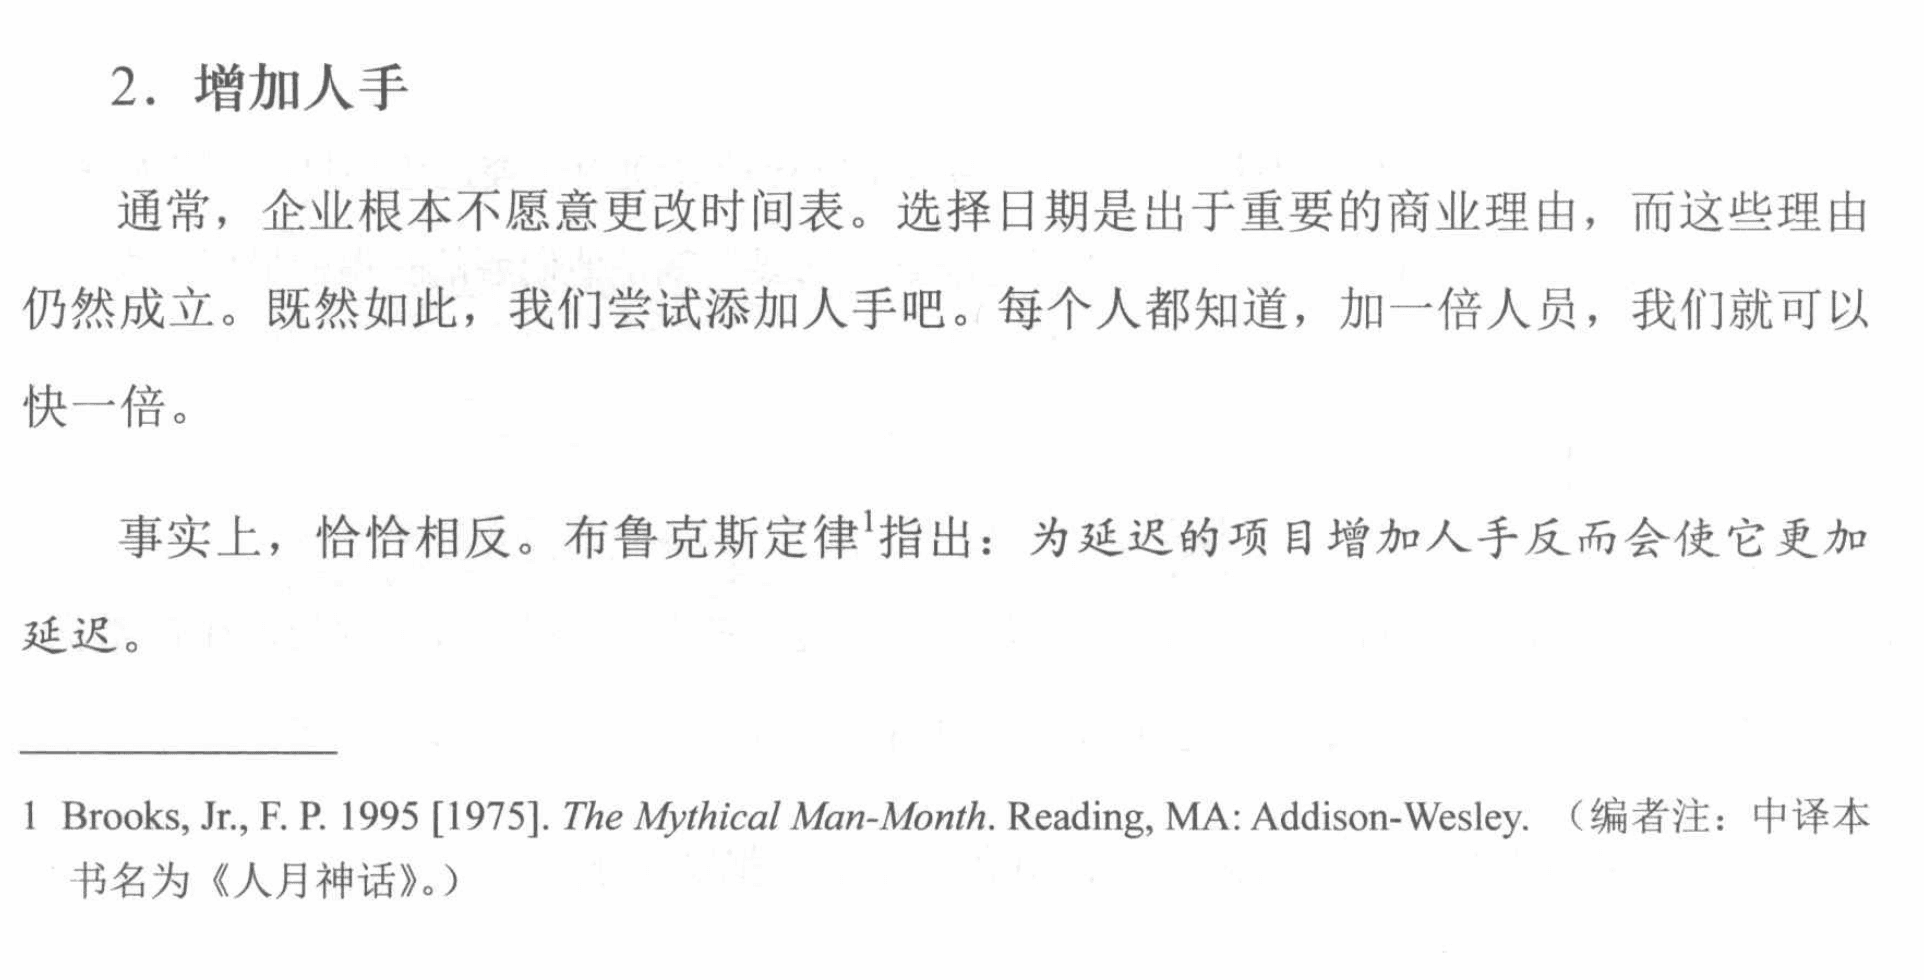 2. 增加人手
通常，企业根本不愿意更改时间表。选择日期是出于重要的商业理由，而这些理由
仍然成立。既然如此，我们尝试添加人手吧。每个人都知道，加一倍人员，我们就可以
快一倍。
事实上，恰恰相反。布鲁克斯定律1指出：为延迟的项目增加人手反而会使它更加
延迟。
1 Brooks, Jr., F. P. 1995 [1975]. The Mythical Man-Month. Reading, MA: Addison-Wesley. （编者注：中译本
书名为《人月神话》。）